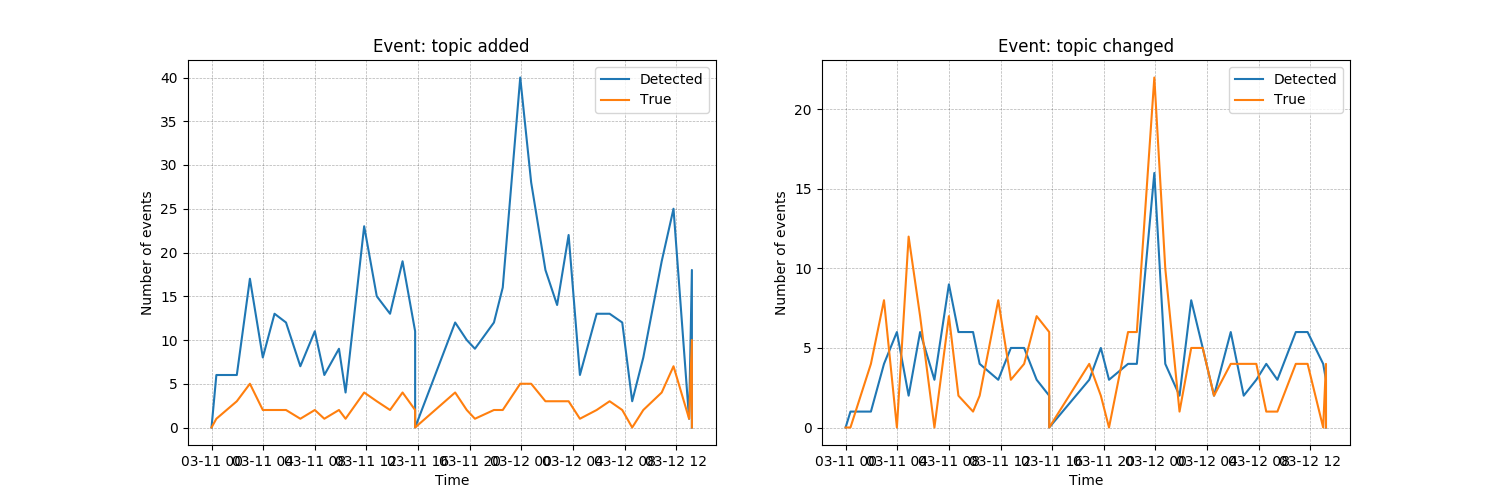 Event: topic added
Number of events
40
35
30
25
20
15
10
5
0
Detected
True
03-11 00 03-11 04 03-11 08 03-11 12 03-11 16 03-11 20 03-12 00 03-12 04 03-12 08 03-12 12
Time
Event: topic changed
Number of events
20
15
10
5
0
Detected
True
03-11 00 03-11 04 03-11 08 03-11 12 03-11 16 03-11 20 03-12 00 03-12 04 03-12 08 03-12 12
Time